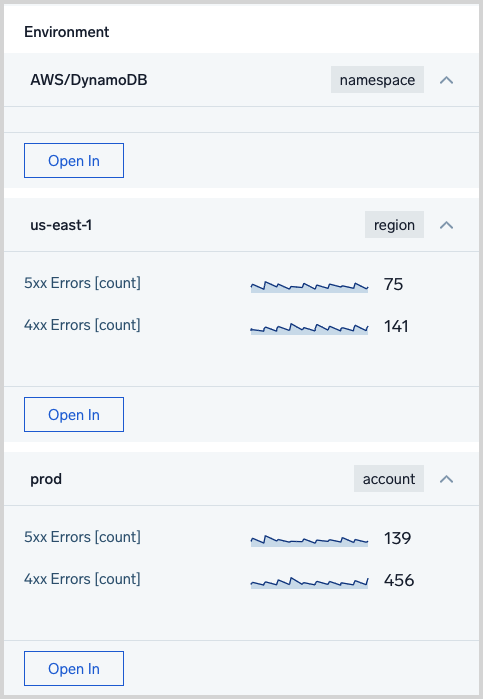 Environment
AWS/DynamoDB namespace
Open In
us-east-1 region
5xx Errors [count] 75
4xx Errors [count] 141
Open In
prod account
5xx Errors [count] 139
4xx Errors [count] 456
Open In